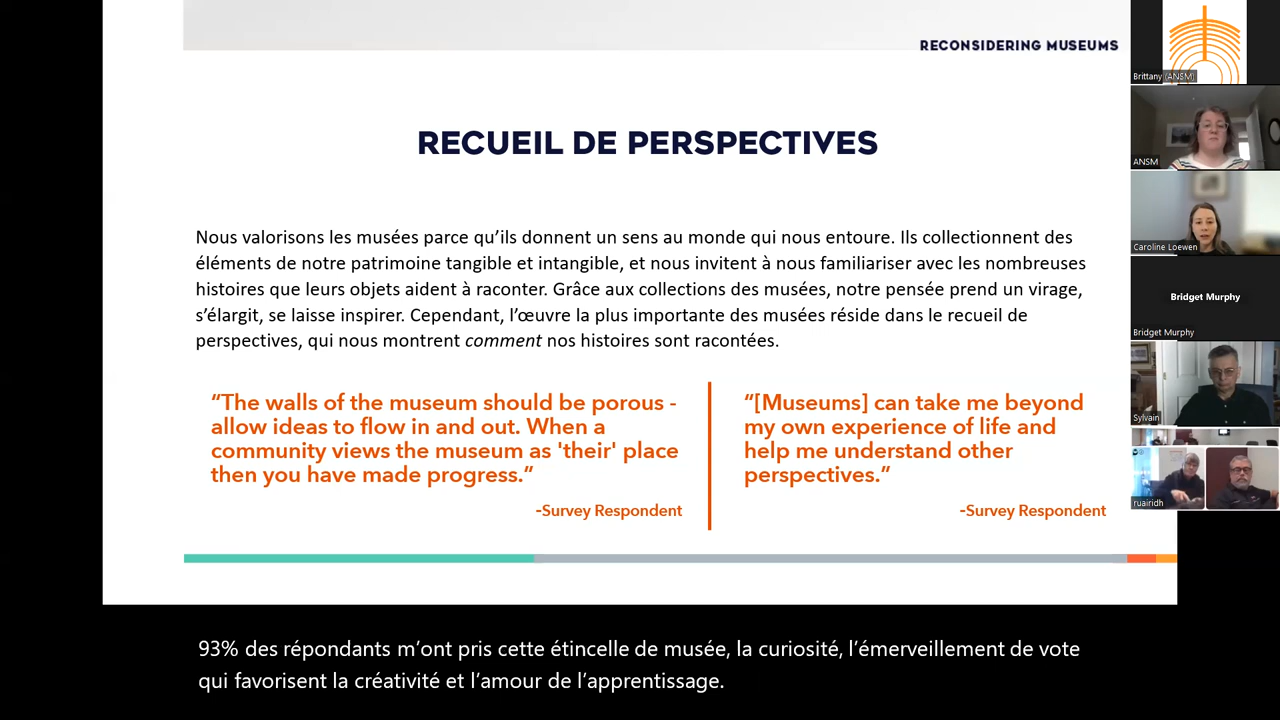 RECONSIDERING MUSEUMS
RECUEIL DE PERSPECTIVES
Nous valorisons les musées parce qu’ils donnent un sens au monde qui nous entoure. Ils collectionnent des
éléments de notre patrimoine tangible et intangible, et nous invitent à nous familiariser avec les nombreuses
histoires que leurs objets aident à raconter. Grâce aux collections des musées, notre pensée prend un virage,
s’élargit, se laisse inspirer. Cependant, l’œuvre la plus importante des musées réside dans le recueil de
perspectives, qui nous montrent comment nos histoires sont racontées.
“The walls of the museum should be porous -
allow ideas to flow in and out. When a
community views the museum as 'their' place
then you have made progress.”
-Survey Respondent
“[Museums] can take me beyond
my own experience of life and
help me understand other
perspectives.”
-Survey Respondent
Brittany (ANSM)
ANSM
Caroline Loewen
Bridget Murphy
Bridget Murphy
Sylvain
ruairidh
93% des répondants m’ont pris cette étincelle de musée, la curiosité, l’émerveillement de vote
qui favorisent la créativité et l’amour de l’apprentissage.